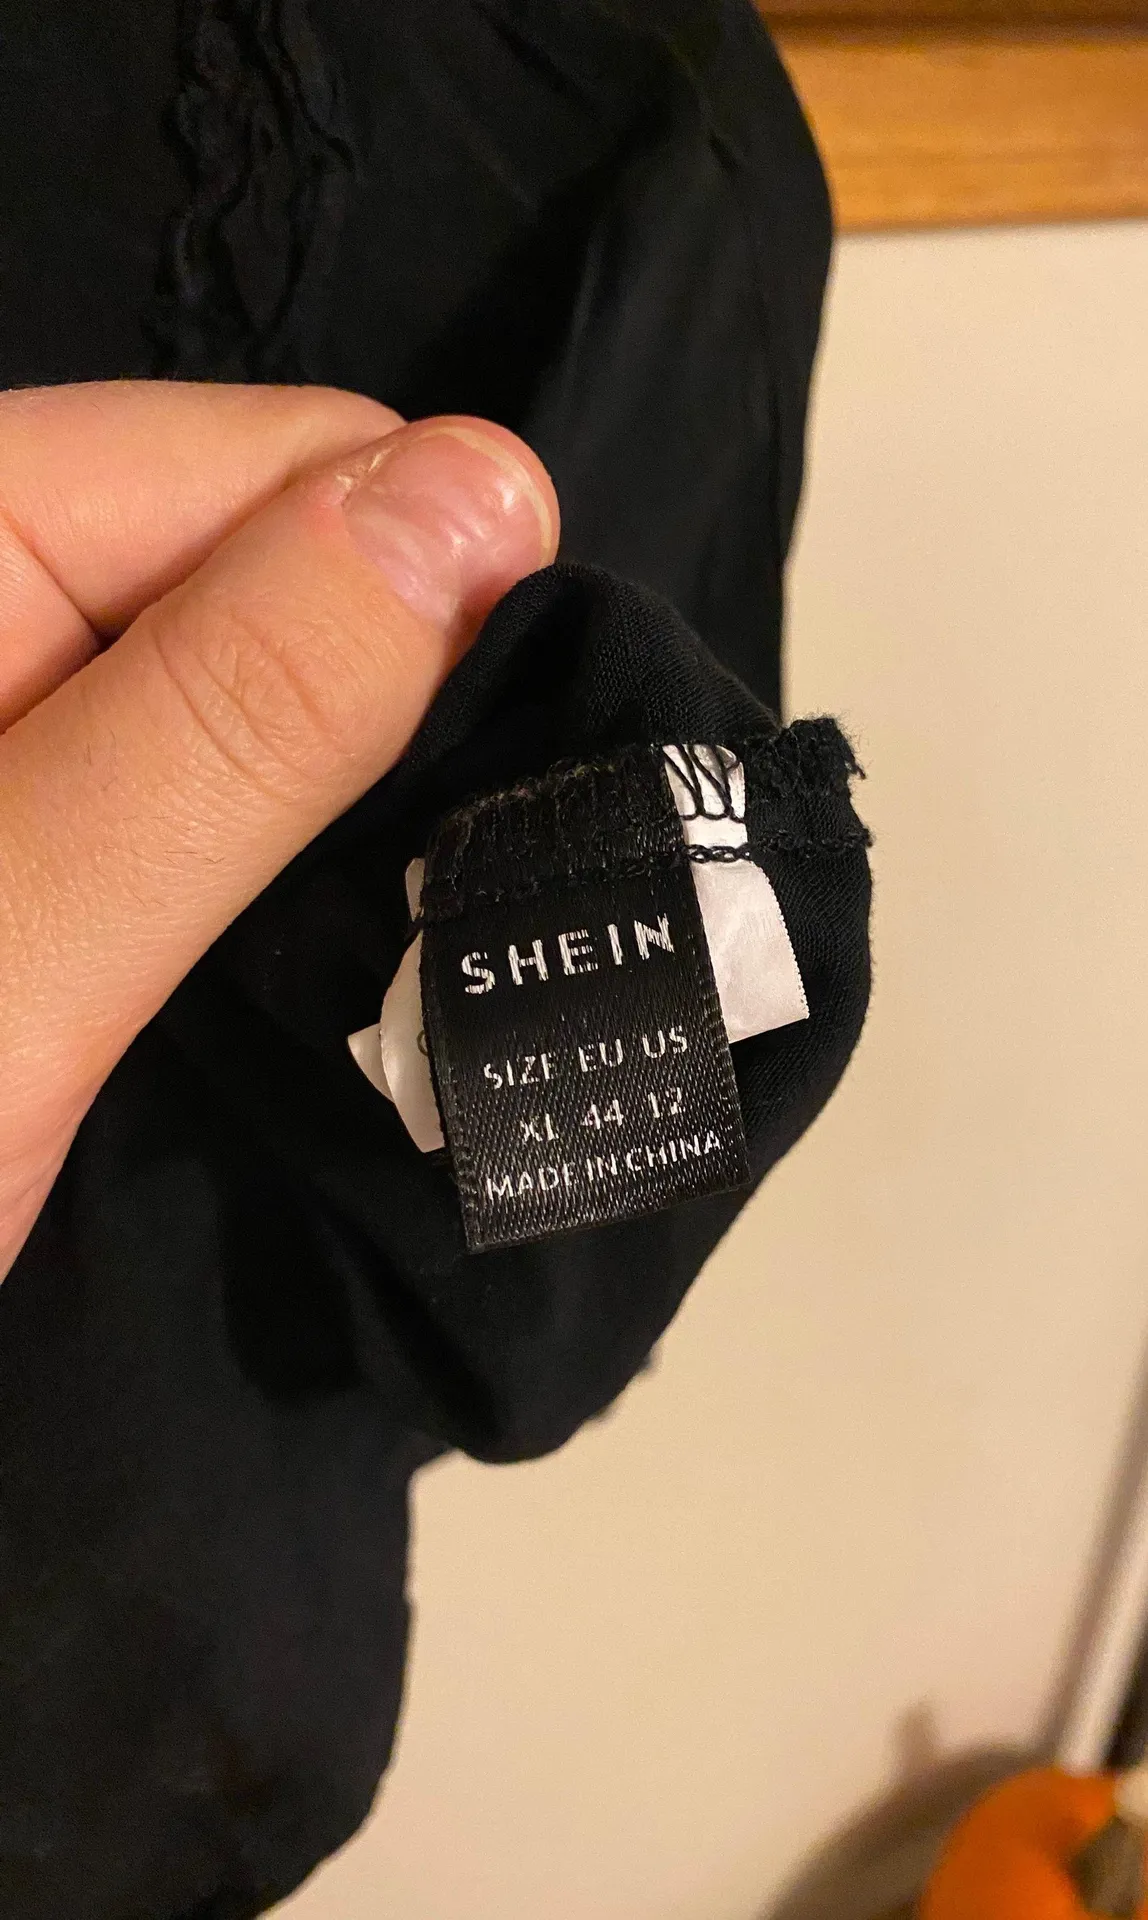 SHEIN
SIZE EU US
XL 44 12
MADE IN CHINA